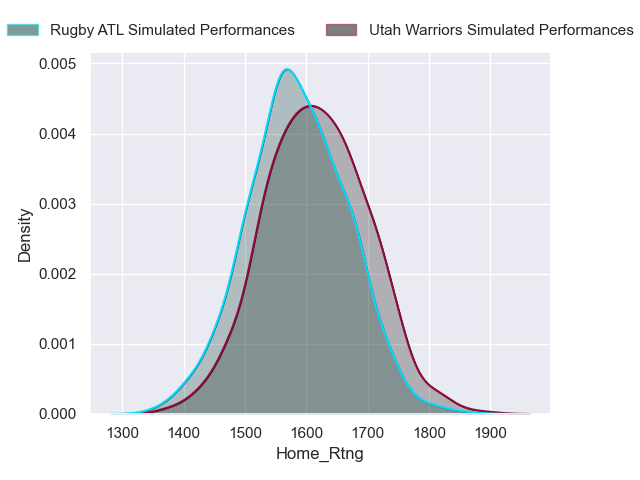 Rugby ATL Simulated Performances Utah Warriors Simulated Performances
0.005
0.004
0.003
0.002
0.001
0.000
Density
1300 1400 1500 1600 1700 1800 1900
Home_Rtng